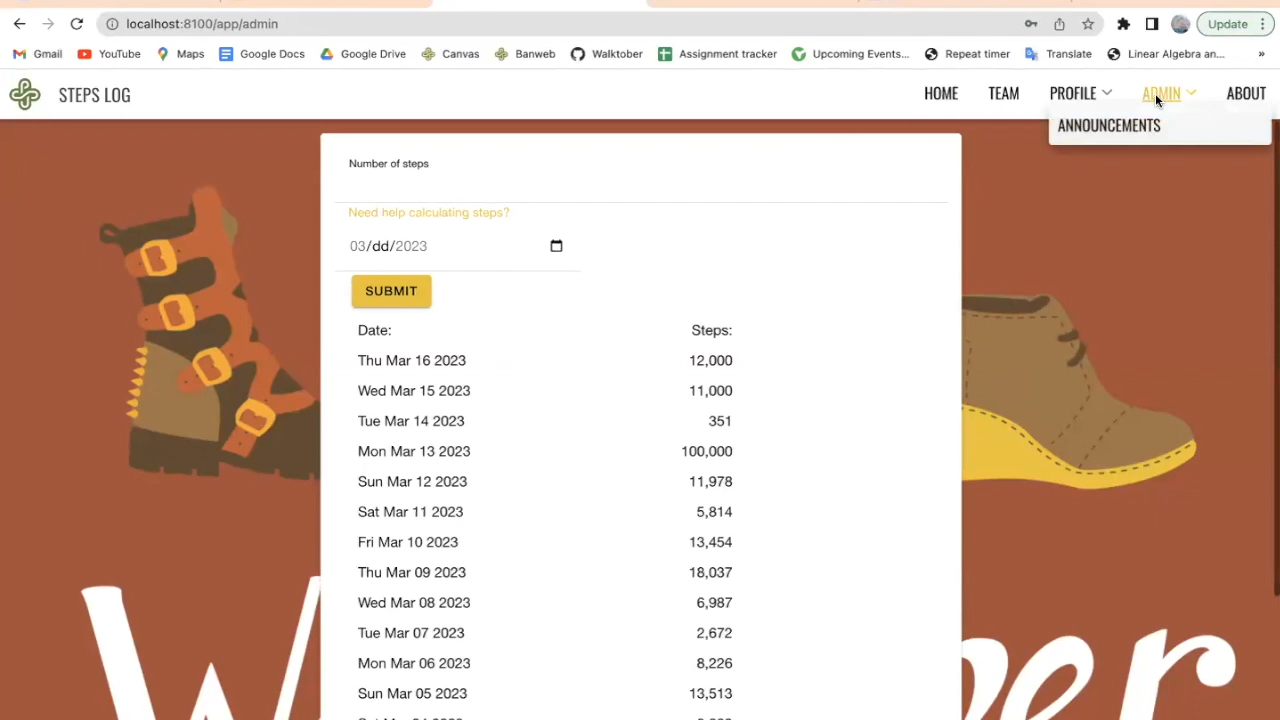 localhost:8100/app/admin
Update
Gmail YouTube Maps Google Docs Google Drive Canvas Banweb Walktober Assignment tracker Upcoming Events... Repeat timer Translate Linear Algebra an... »
STEPS LOG HOME TEAM PROFILE ADMIN ABOUT
ANNOUNCEMENTS
Number of steps
Need help calculating steps?
03/dd/2023
SUBMIT
Date: Steps:
Thu Mar 16 2023 12,000
Wed Mar 15 2023 11,000
Tue Mar 14 2023 351
Mon Mar 13 2023 100,000
Sun Mar 12 2023 11,978
Sat Mar 11 2023 5,814
Fri Mar 10 2023 13,454
Thu Mar 09 2023 18,037
Wed Mar 08 2023 6,987
Tue Mar 07 2023 2,672
Mon Mar 06 2023 8,226
Sun Mar 05 2023 13,513